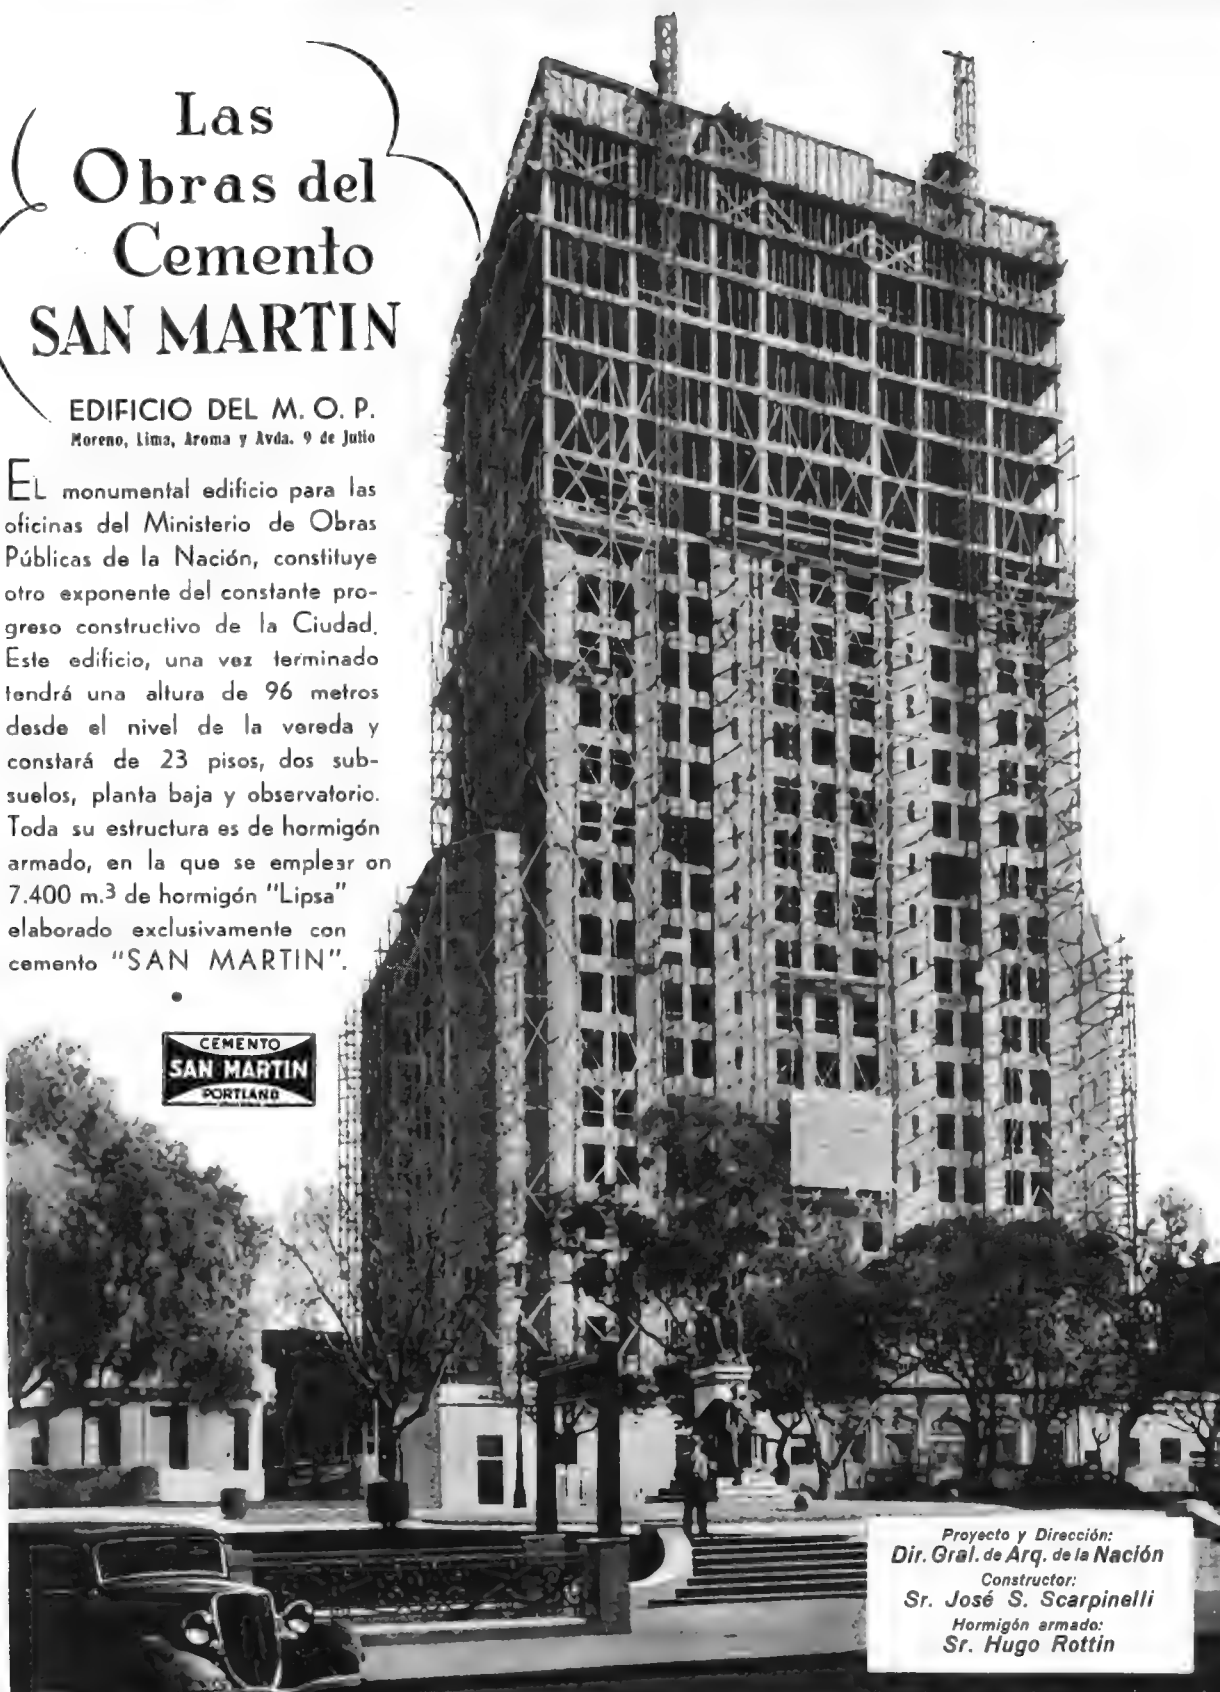 Las
Obras del
Cemento
SAN MARTIN
EDIFICIO DEL M. O. P.
Moreno, Lima, Aroma y Avda. 9 de Julio
EL monumental edificio para las
oficinas del Ministerio de Obras
Públicas de la Nación, constituye
otro exponente del constante pro-
greso constructivo de la Ciudad.
Este edificio, una vez terminado
tendrá una altura de 96 metros
desde el nivel de la vereda y
constará de 23 pisos, dos sub-
suelos, planta baja y observatorio.
Toda su estructura es de hormigón
armado, en la que se emplear on
7.400 m.³ de hormigón "Lipsa"
elaborado exclusivamente con
cemento "SAN MARTIN".
CEMENTO
SAN MARTIN
PORTLAND
Proyecto y Dirección:
Dir. Gral. de Arq. de la Nación
Constructor:
Sr. José S. Scarpinelli
Hormigón armado:
Sr. Hugo Rottin